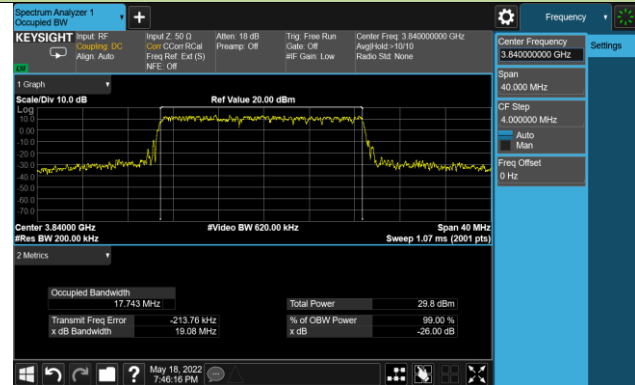 Spectrum Analyzer 1
Occupied BW
Frequency
KEYSIGHT
Input: RF
Coupling: DC
Align: Auto
Input Z: 50 Ω
Corr CCorr RCal
Freq Ref: Ext (S)
NFE: Off
Atten: 18 dB
Preamp: Off
Trig: Free Run
Gate: Off
#IF Gain: Low
Center Freq: 3.840000000 GHz
Avg|Hold:>10/10
Radio Std: None
Center Frequency
3.840000000 GHz
Settings
Span
40.000 MHz
CF Step
4.000000 MHz
Auto
Man
Freq Offset
0 Hz
1 Graph
Scale/Div 10.0 dB
Ref Value 20.00 dBm
Log
10.0
0.00
-10.0
-20.0
-30.0
-40.0
-50.0
-60.0
-70.0
Center 3.84000 GHz
#Video BW 620.00 kHz
Span 40 MHz
#Res BW 200.00 kHz
Sweep 1.07 ms (2001 pts)
2 Metrics
Occupied Bandwidth
17.743 MHz
Total Power
29.8 dBm
Transmit Freq Error
-213.76 kHz
% of OBW Power
99.00 %
x dB Bandwidth
19.08 MHz
x dB
-26.00 dB
May 18, 2022
7:46:16 PM